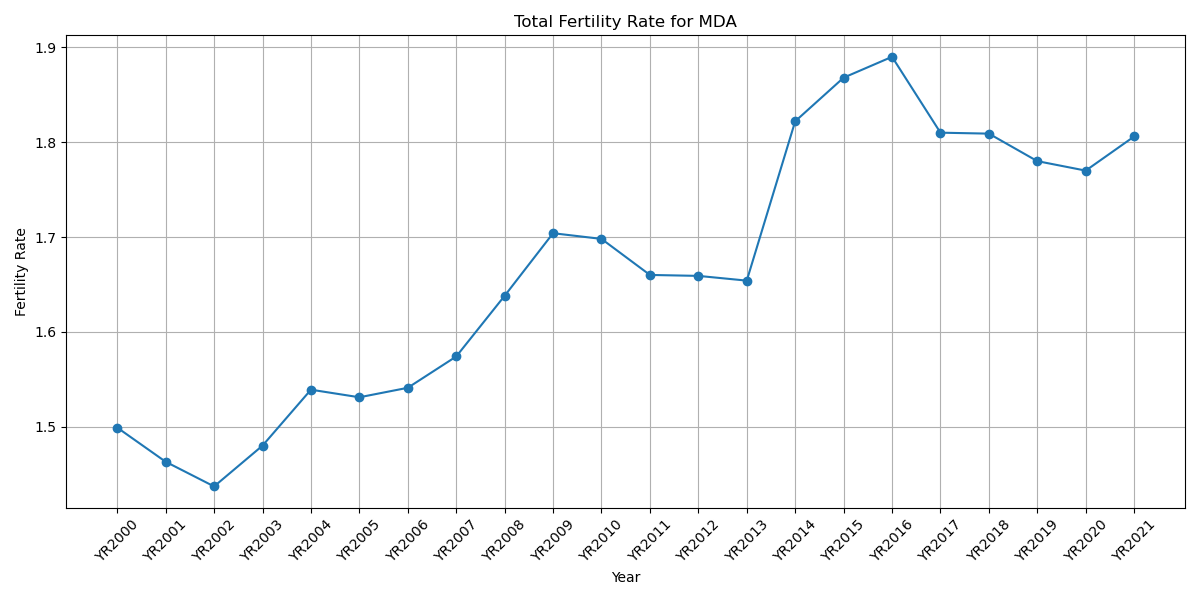 Total Fertility Rate for MDA
1.9
1.8
1.7
1.6
1.5
Fertility Rate
YR2000
YR2001
YR2002
YR2003
YR2004
YR2005
YR2006
YR2007
YR2008
YR2009
YR2010
YR2011
YR2012
YR2013
YR2014
YR2015
YR2016
YR2017
YR2018
YR2019
YR2020
YR2021
Year